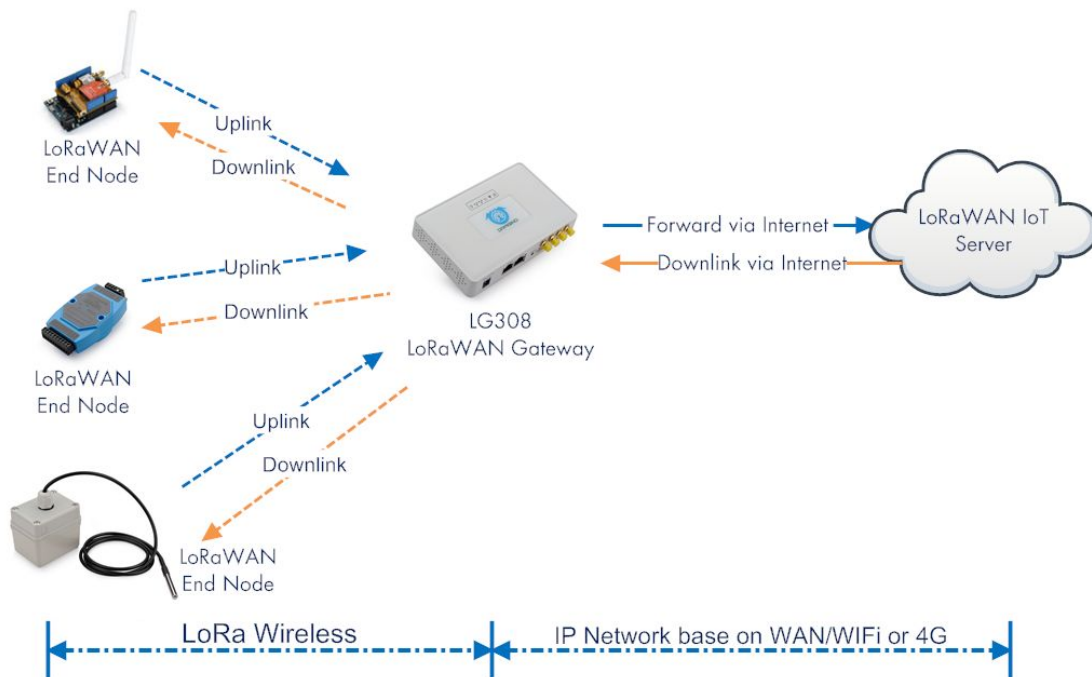 LoRaWAN
End Node
Uplink
Downlink
LoRaWAN
End Node
Uplink
Downlink
LG308
LoRaWAN Gateway
Forward via Internet
Downlink via Internet
LoRaWAN IoT
Server
Uplink
Downlink
LoRaWAN
End Node
LoRa Wireless
IP Network base on WAN/WIFi or 4G